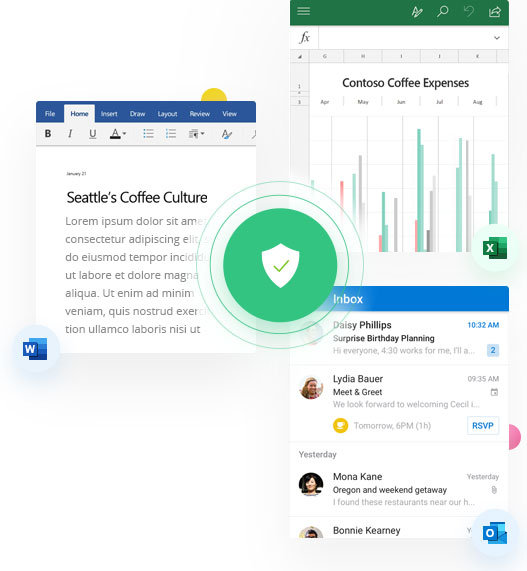 File Home Insert Draw Layout Review View
B I U A
January 21
Seattle's Coffee Culture
Lorem ipsum dolor sit amet
consectetur adipiscing elit, s
do eiusmod tempor incidid
ut labore et dolore magna
aliqua. Ut enim ad minim
veniam, quis nostrud exerci
tion ullamco laboris nisi ut
W
fx
G H I J K
1
3
Contoso Coffee Expenses
Apr May Jun Jul Aug
X
Inbox
Daisy Phillips 10:32 AM
Surprise Birthday Planning
Hi everyone, 4:30 works for me, I'll a... 2
Lydia Bauer 09:35 AM
Meet & Greet
We look forward to welcoming Cecil i...
Tomorrow, 6PM (1h) RSVP
Yesterday
Mona Kane Yesterday
Oregon and weekend getaway
I found these restaurants near our h...
Bonnie Kearney
O